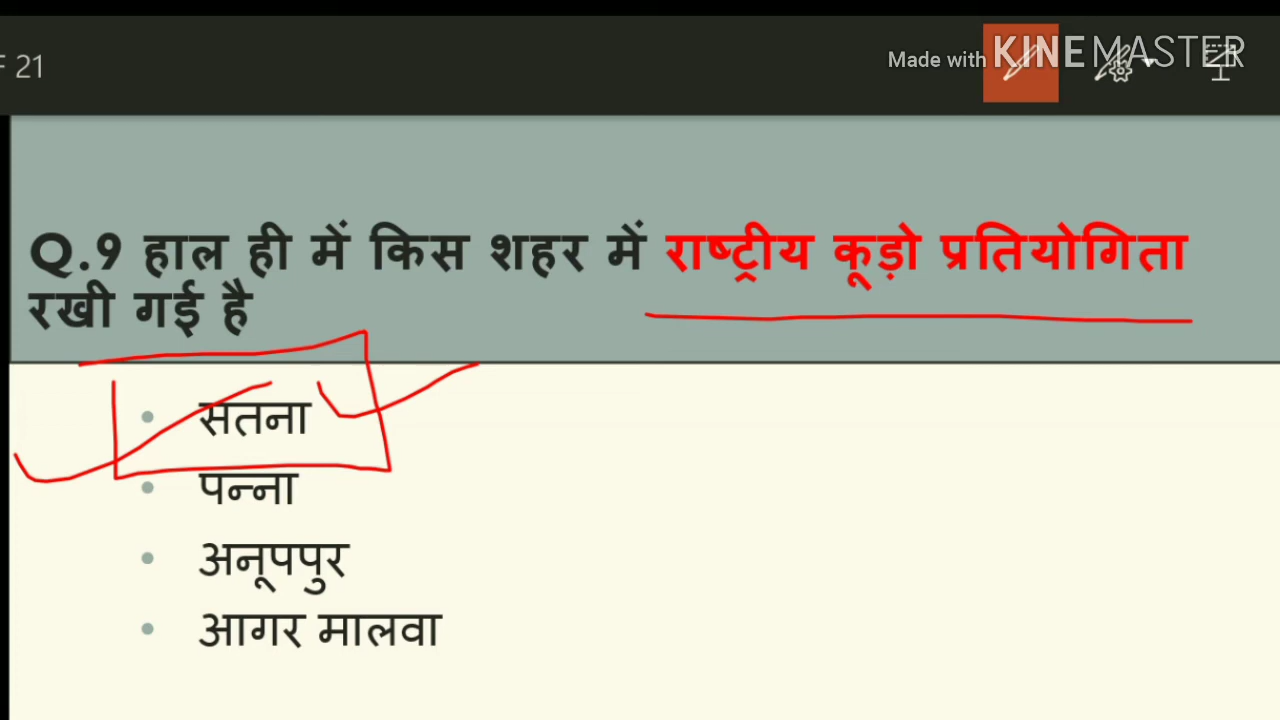 F 21
Made with KINEMASTER
Q.9 हाल ही में किस शहर में राष्ट्रीय कूड़ो प्रतियोगिता
रखी गई है
• सतना
• पन्ना
• अनूपपुर
• आगर मालवा